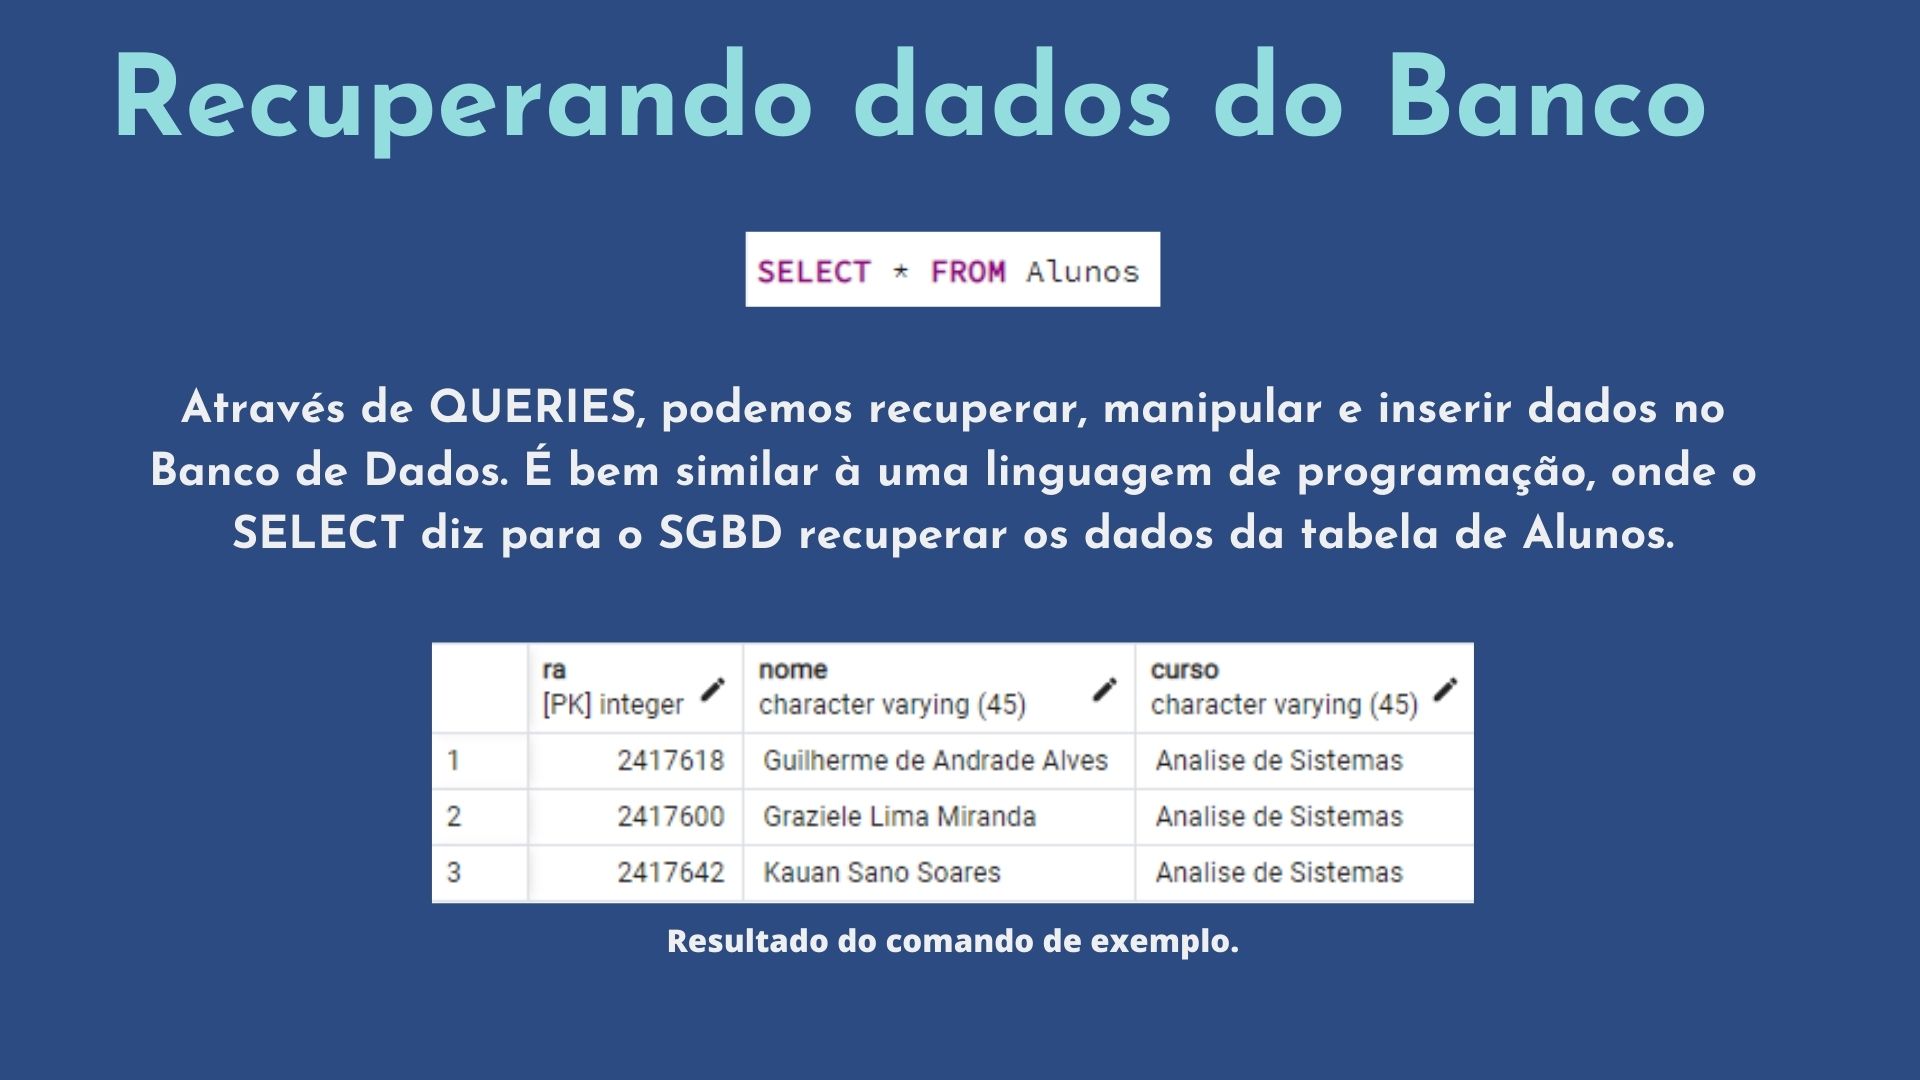 Recuperando dados do Banco
SELECT * FROM Alunos
Através de QUERIES, podemos recuperar, manipular e inserir dados no
Banco de Dados. É bem similar à uma linguagem de programação, onde o
SELECT diz para o SGBD recuperar os dados da tabela de Alunos.
ra nome curso
[PK] integer character varying (45) character varying (45)
1 2417618 Guilherme de Andrade Alves Analise de Sistemas
2 2417600 Graziele Lima Miranda Analise de Sistemas
3 2417642 Kauan Sano Soares Analise de Sistemas
Resultado do comando de exemplo.